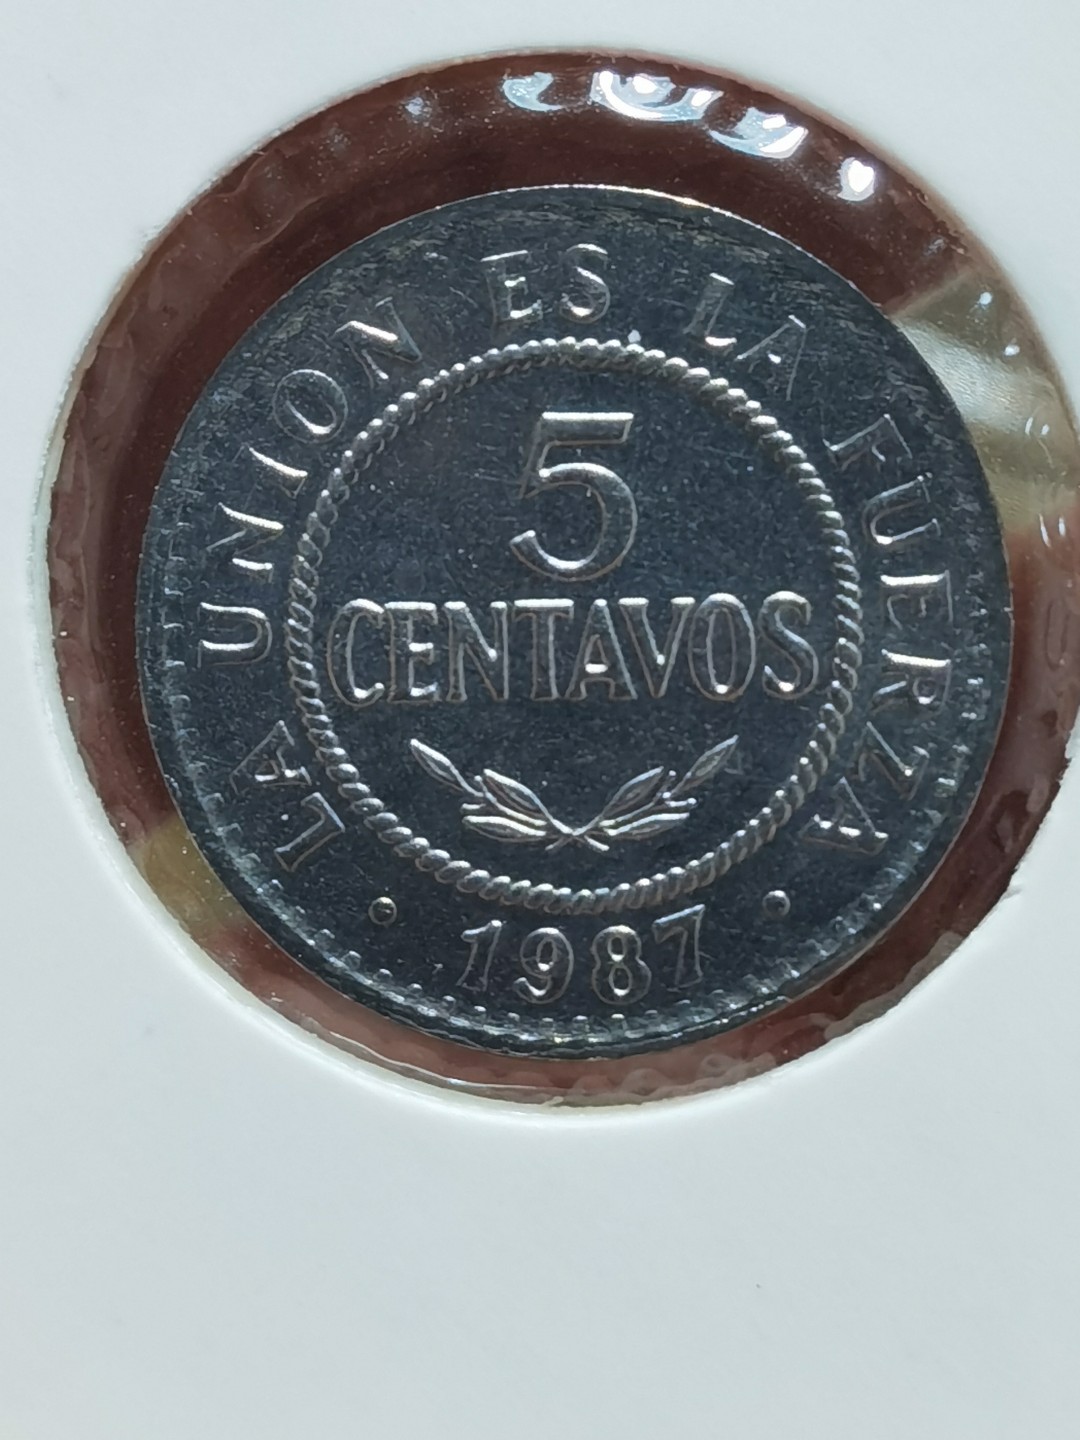 LA UNION ES LA FUERZA
5
CENTAVOS
· 1987 ·